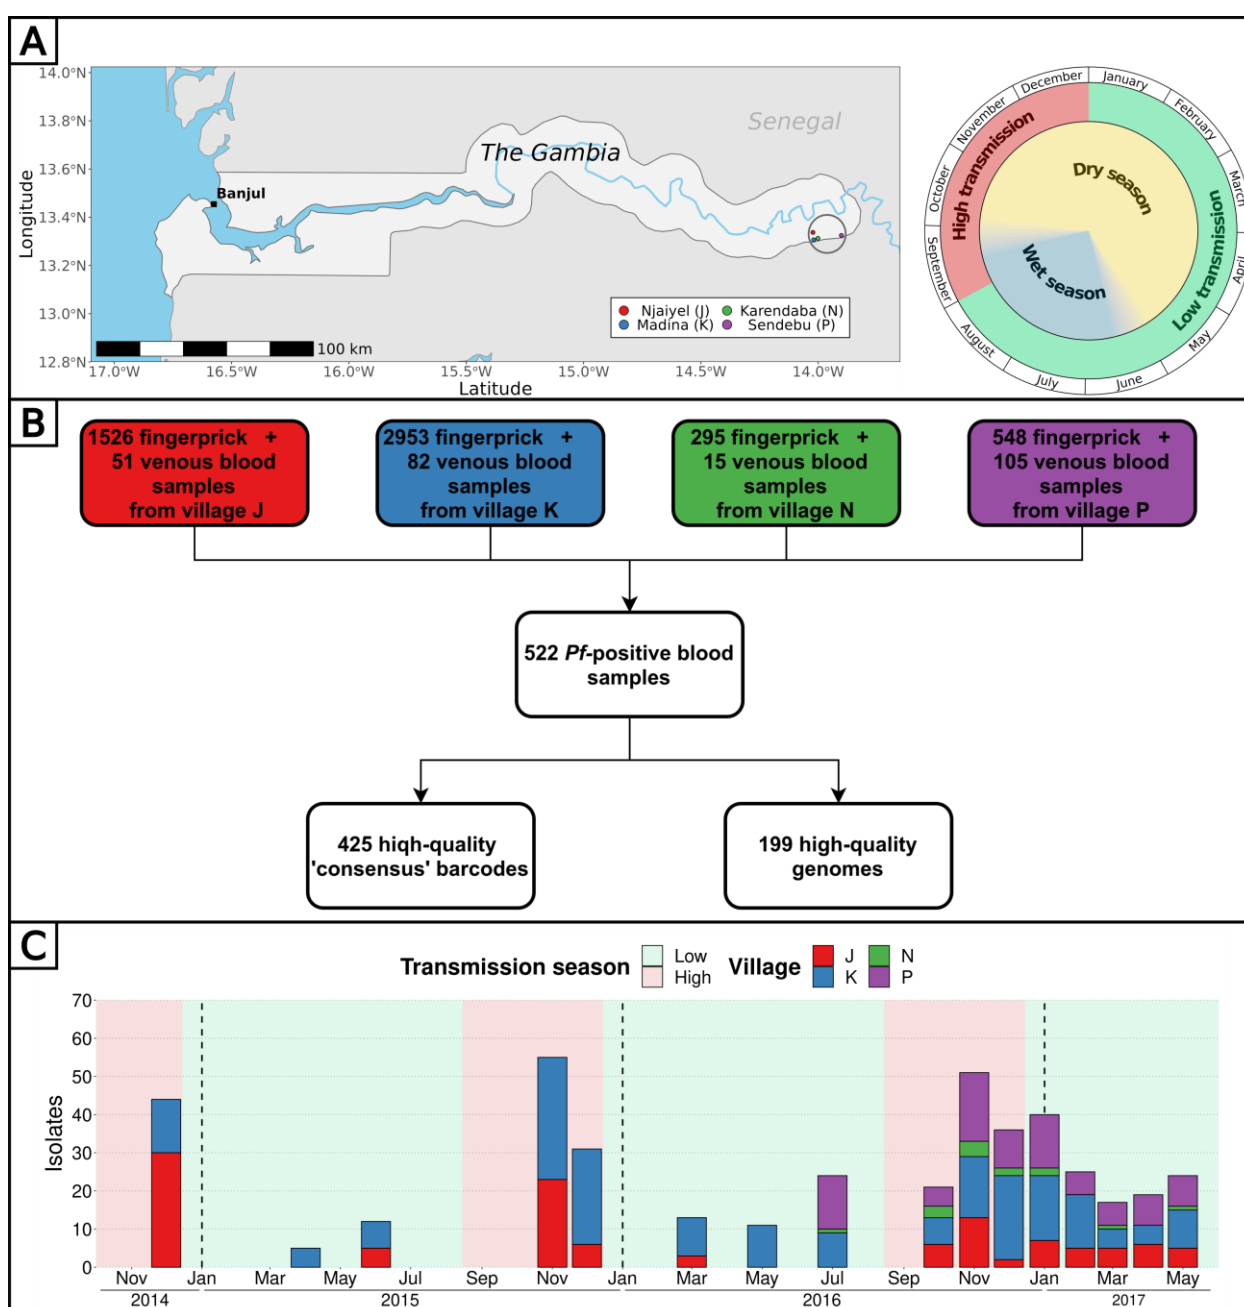 A
14.0°N
13.8°N
13.6°N
13.4°N
13.2°N
13.0°N
12.8°N
Longitude
Senegal
The Gambia
Banjul
Njaiyel (J)
Karendaba (N)
Madina (K)
Sendebu (P)
100 km
17.0°W
16.5°W
16.0°W
15.5°W
15.0°W
14.5°W
14.0°W
Latitude
January
February
March
April
May
June
July
August
September
October
November
December
High transmission
Low transmission
Dry season
Wet season
B
1526 fingerprick +
51 venous blood
samples
from village J
2953 fingerprick +
82 venous blood
samples
from village K
295 fingerprick +
15 venous blood
samples
from village N
548 fingerprick +
105 venous blood
samples
from village P
522 Pf-positive blood
samples
425 hiqh-quality
'consensus' barcodes
199 high-quality
genomes
C
Transmission season
Low
High
Village
J
N
K
P
Isolates
70
60
50
40
30
20
10
0
Nov
Jan
Mar
May
Jul
Sep
Nov
Jan
Mar
May
Jul
Sep
Nov
Jan
Mar
May
2014
2015
2016
2017